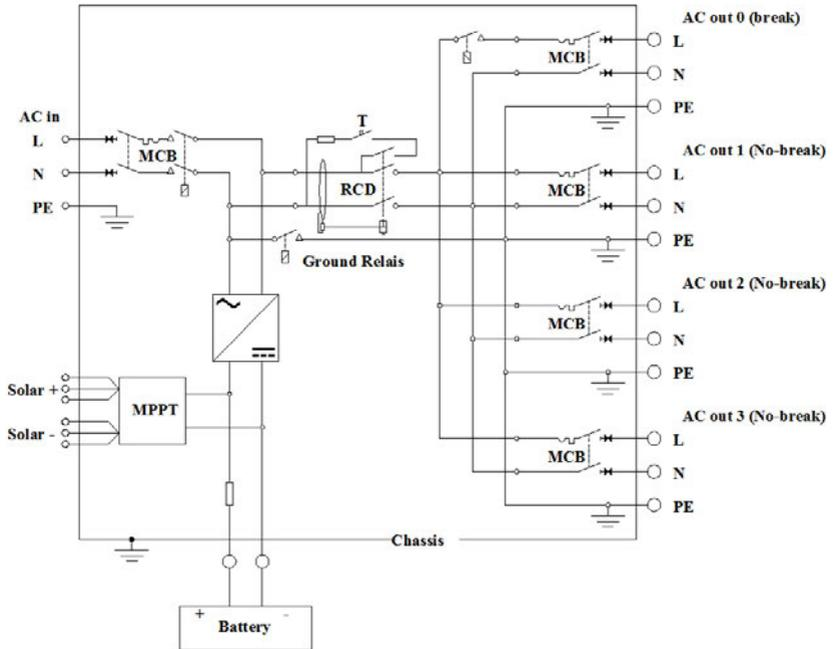 AC out 0 (break)
L
MCB
N
PE
AC in
L
MCB
N
PE
T
RCD
Ground Relais
AC out 1 (No-break)
L
MCB
N
PE
AC out 2 (No-break)
L
MCB
N
PE
Solar +
MPPT
Solar -
AC out 3 (No-break)
L
MCB
N
PE
Chassis
+ -
Battery